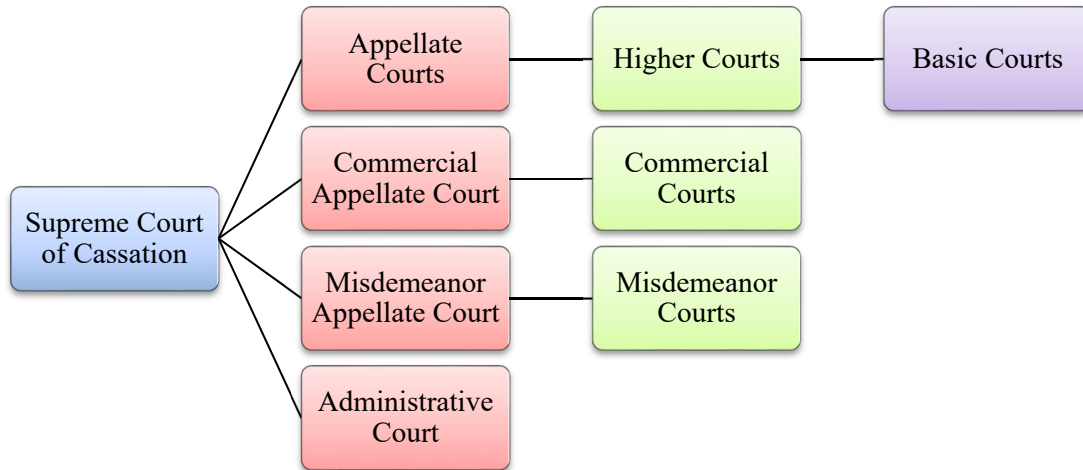 Appellate
Courts
Higher Courts
Basic Courts
Commercial
Appellate Court
Commercial
Courts
Supreme Court
of Cassation
Misdemeanor
Appellate Court
Misdemeanor
Courts
Administrative
Court